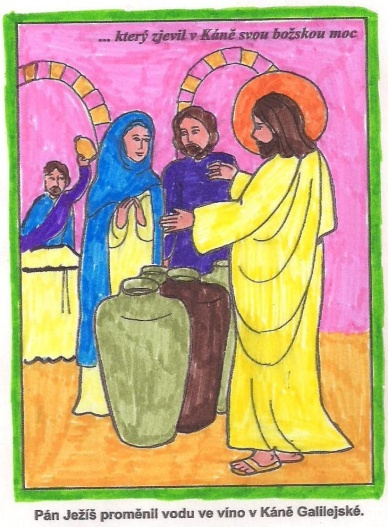 ... který zjevil v Káně svou božskou moc
Pán Ježíš proměnil vodu ve víno v Káně Galilejské.